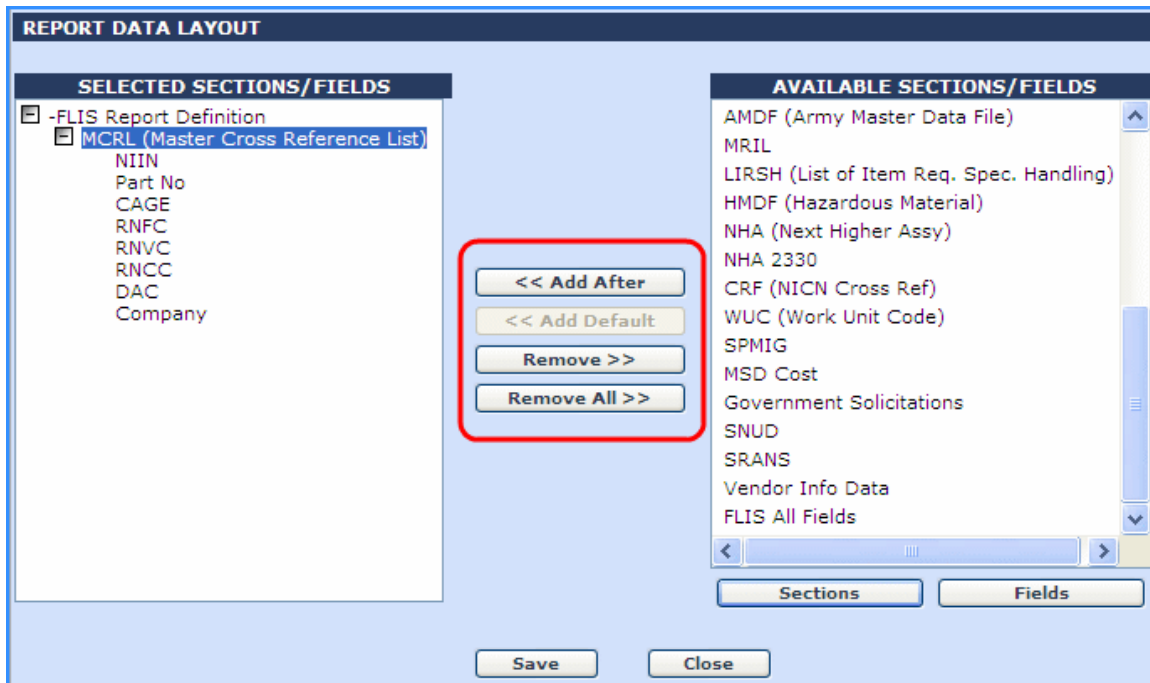 REPORT DATA LAYOUT
SELECTED SECTIONS/FIELDS
-FLIS Report Definition
MCRL (Master Cross Reference List)
NIIN
Part No
CAGE
RNFC
RNVC
RNCC
DAC
Company
<< Add After
<< Add Default
Remove >>
Remove All >>
AVAILABLE SECTIONS/FIELDS
AMDF (Army Master Data File)
MRIL
LIRSH (List of Item Req. Spec. Handling)
HMDF (Hazardous Material)
NHA (Next Higher Assy)
NHA 2330
CRF (NICN Cross Ref)
WUC (Work Unit Code)
SPMIG
MSD Cost
Government Solicitations
SNUD
SRANS
Vendor Info Data
FLIS All Fields
Sections
Fields
Save
Close